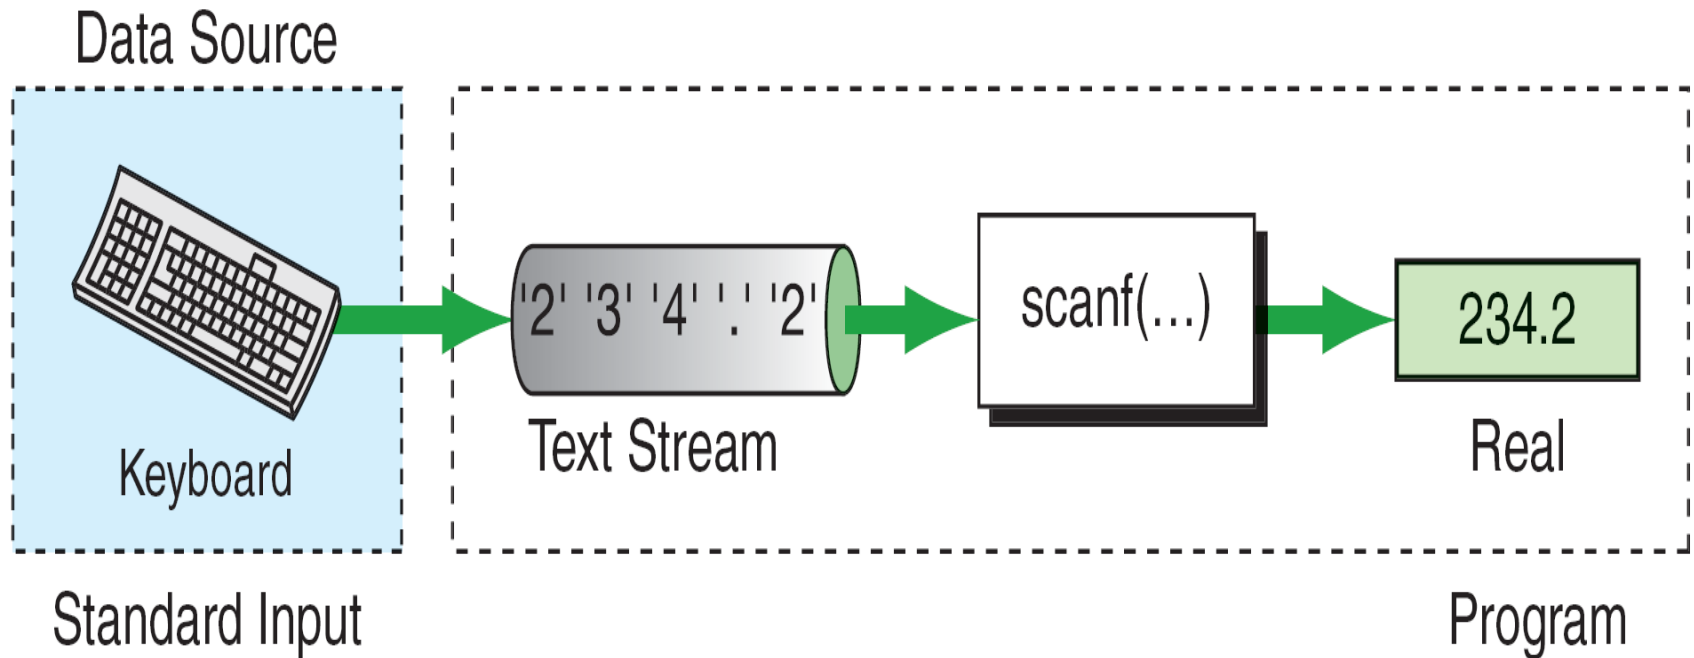 Data Source
'2' '3' '4' '.' '2'
scanf(...)
234.2
Keyboard
Text Stream
Real
Standard Input
Program